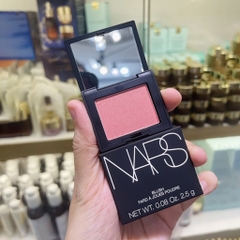 NARS
BLUSH
FARD À JOUES POUDRE
NET WT. 0.08 Oz. 2.5 g